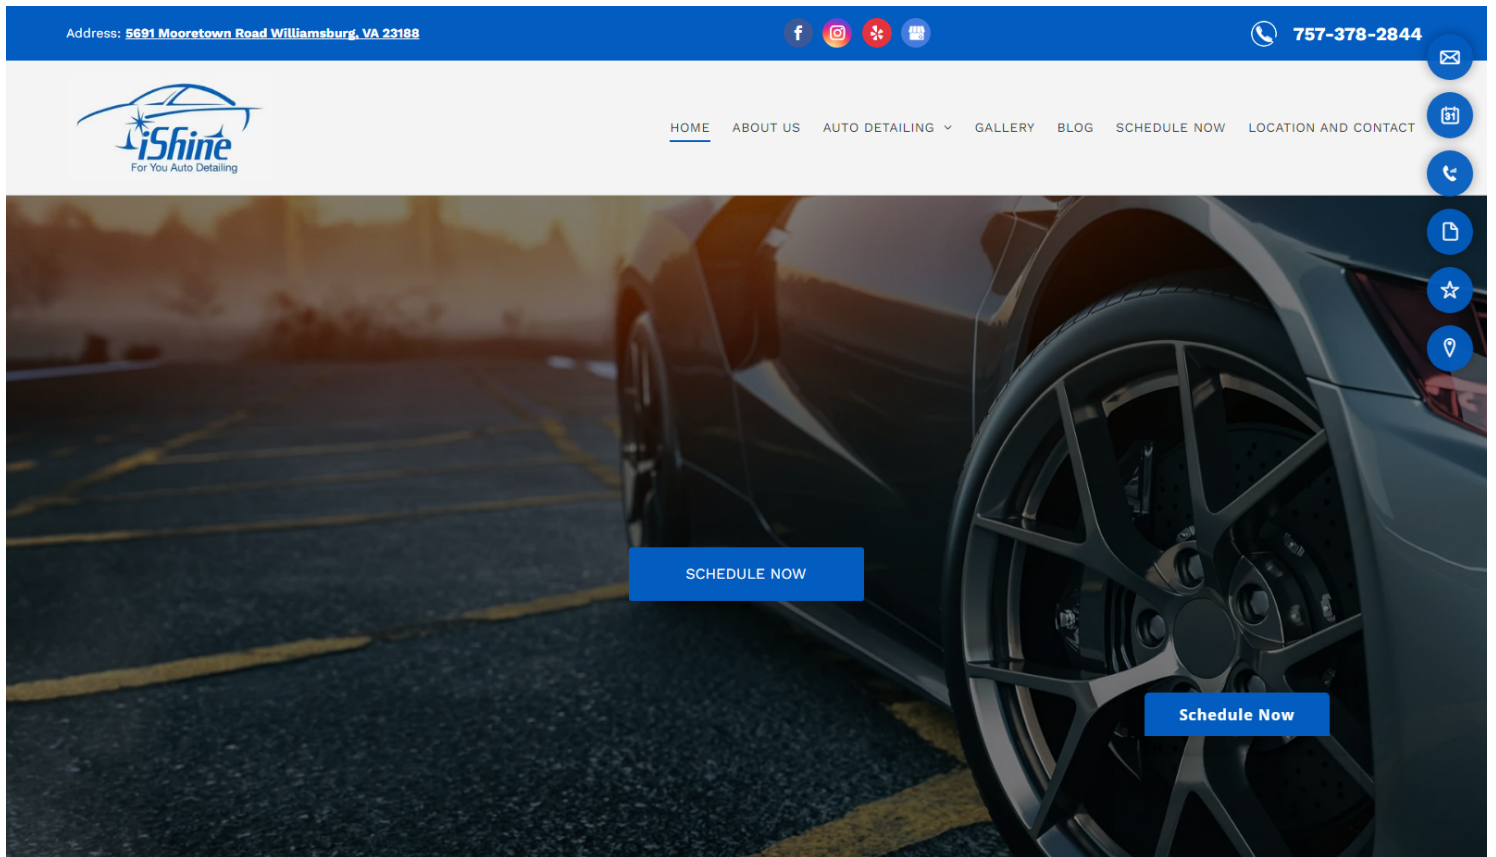 Address: 5691 Mooretown Road Williamsburg, VA 23188
757-378-2844
iShine
For You Auto Detailing
HOME ABOUT US AUTO DETAILING GALLERY BLOG SCHEDULE NOW LOCATION AND CONTACT
31
SCHEDULE NOW
Schedule Now